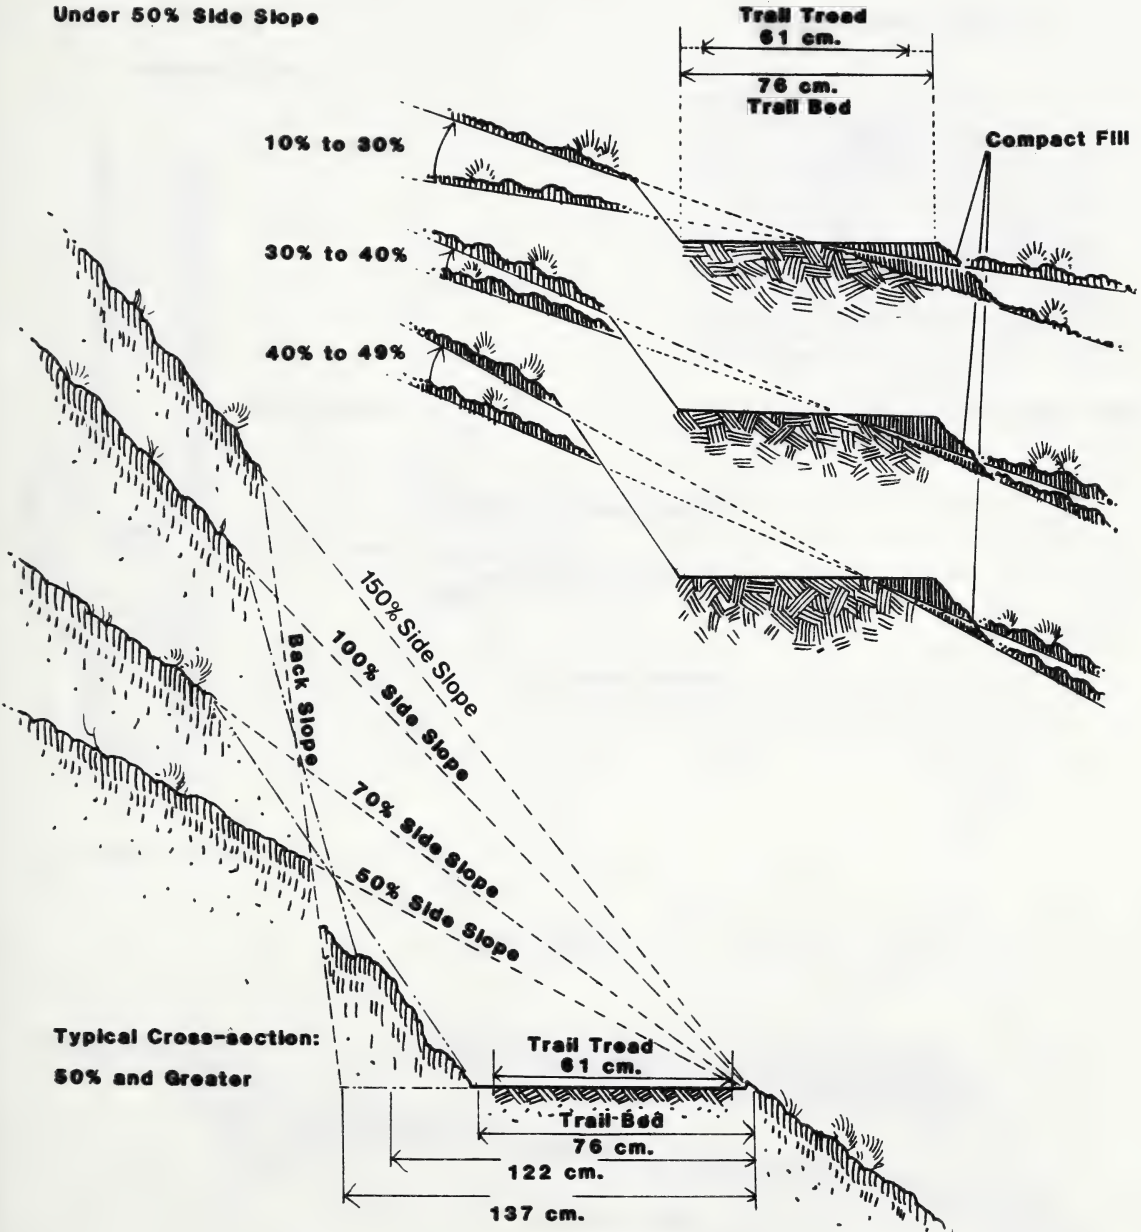 Under 50% Side Slope
Trail Tread
61 cm.
76 cm.
Trail Bed
10% to 30%
Compact Fill
30% to 40%
40% to 49%
150% Side Slope
100% Side Slope
Back Slope
70% Side Slope
50% Side Slope
Typical Cross-section:
50% and Greater
Trail Tread
61 cm.
Trail Bed
76 cm.
122 cm.
137 cm.